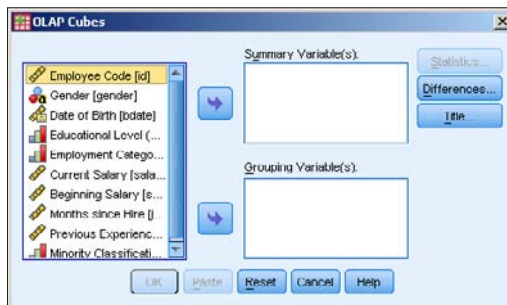 OLAP Cubes
Employee Code [id]
Gender [gender]
Date of Birth [bdate]
Educational Level (...
Employment Catego...
Current Salary [sala...
Beginning Salary [s...
Months since Hire [j...
Previous Experienc...
Minority Classificati...
Summary Variable(s):
Grouping Variable(s):
Statistics...
Differences...
Title...
OK
Paste
Reset
Cancel
Help